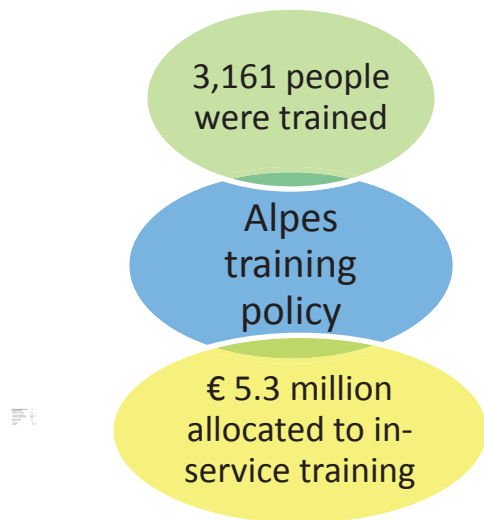 3,161 people
were trained
Alpes
training
policy
€ 5.3 million
allocated to in-
service training